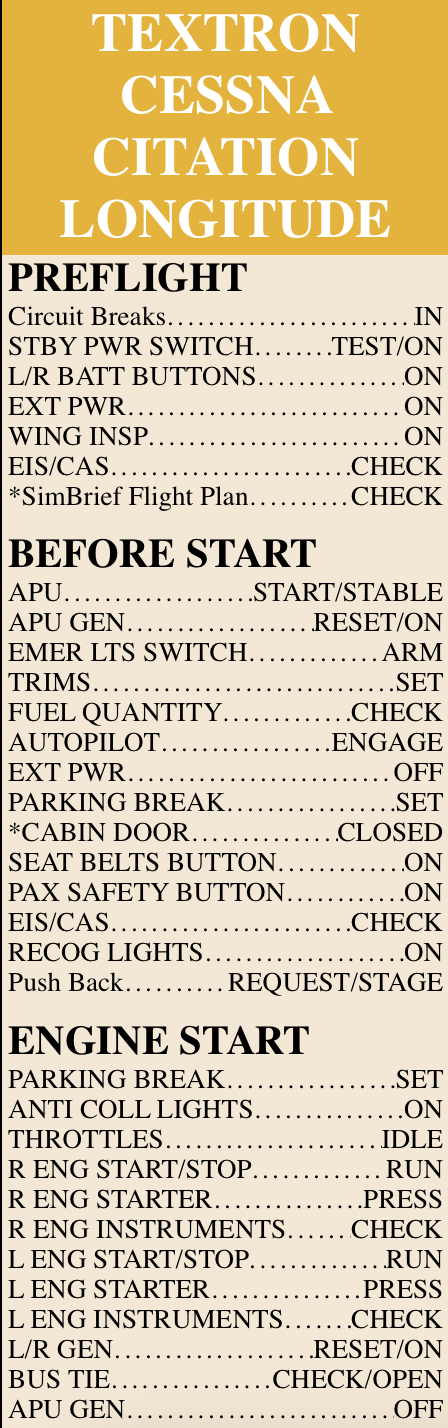 TEXTRON
CESSNA
CITATION
LONGITUDE
PREFLIGHT
Circuit Breaks........................IN
STBY PWR SWITCH........TEST/ON
L/R BATT BUTTONS..............ON
EXT PWR...........................ON
WING INSP.........................ON
EIS/CAS.......................CHECK
*SimBrief Flight Plan..........CHECK
BEFORE START
APU..................START/STABLE
APU GEN..................RESET/ON
EMER LTS SWITCH............ARM
TRIMS.............................SET
FUEL QUANTITY............CHECK
AUTOPILOT................ENGAGE
EXT PWR.........................OFF
PARKING BREAK................SET
*CABIN DOOR..............CLOSED
SEAT BELTS BUTTON............ON
PAX SAFETY BUTTON...........ON
EIS/CAS.......................CHECK
RECOG LIGHTS...................ON
Push Back..........REQUEST/STAGE
ENGINE START
PARKING BREAK................SET
ANTI COLL LIGHTS..............ON
THROTTLES.....................IDLE
R ENG START/STOP............RUN
R ENG STARTER..............PRESS
R ENG INSTRUMENTS......CHECK
L ENG START/STOP.............RUN
L ENG STARTER..............PRESS
L ENG INSTRUMENTS.......CHECK
L/R GEN...................RESET/ON
BUS TIE...............CHECK/OPEN
APU GEN.........................OFF